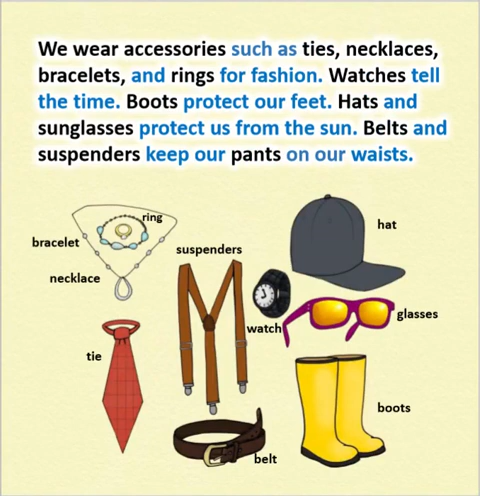 We wear accessories such as ties, necklaces,
bracelets, and rings for fashion. Watches tell
the time. Boots protect our feet. Hats and
sunglasses protect us from the sun. Belts and
suspenders keep our pants on our waists.
ring
bracelet
necklace
suspenders
hat
watch
glasses
tie
boots
belt